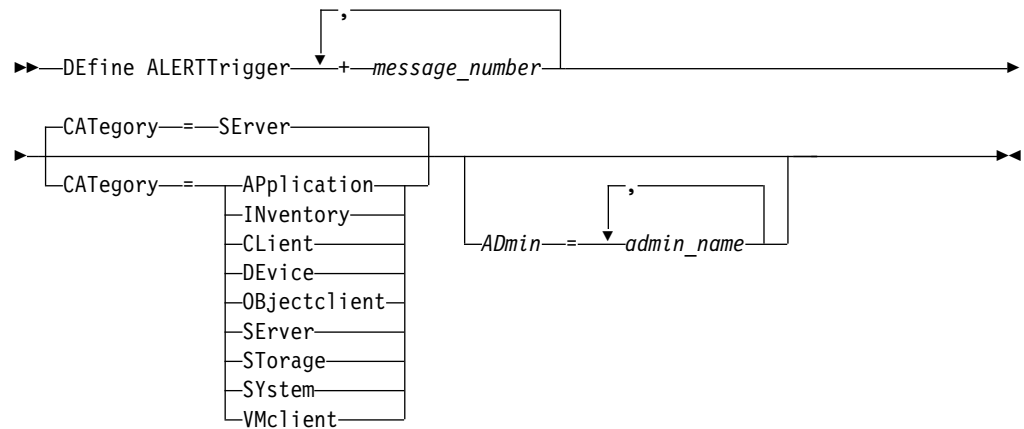 ,
DEfine ALERTTrigger + message_number
CATegory = SErver
CATegory = APplication
INventory
CLient
DEvice
OBjectclient
SErver
STorage
SYstem
VMclient
,
ADmin = admin_name